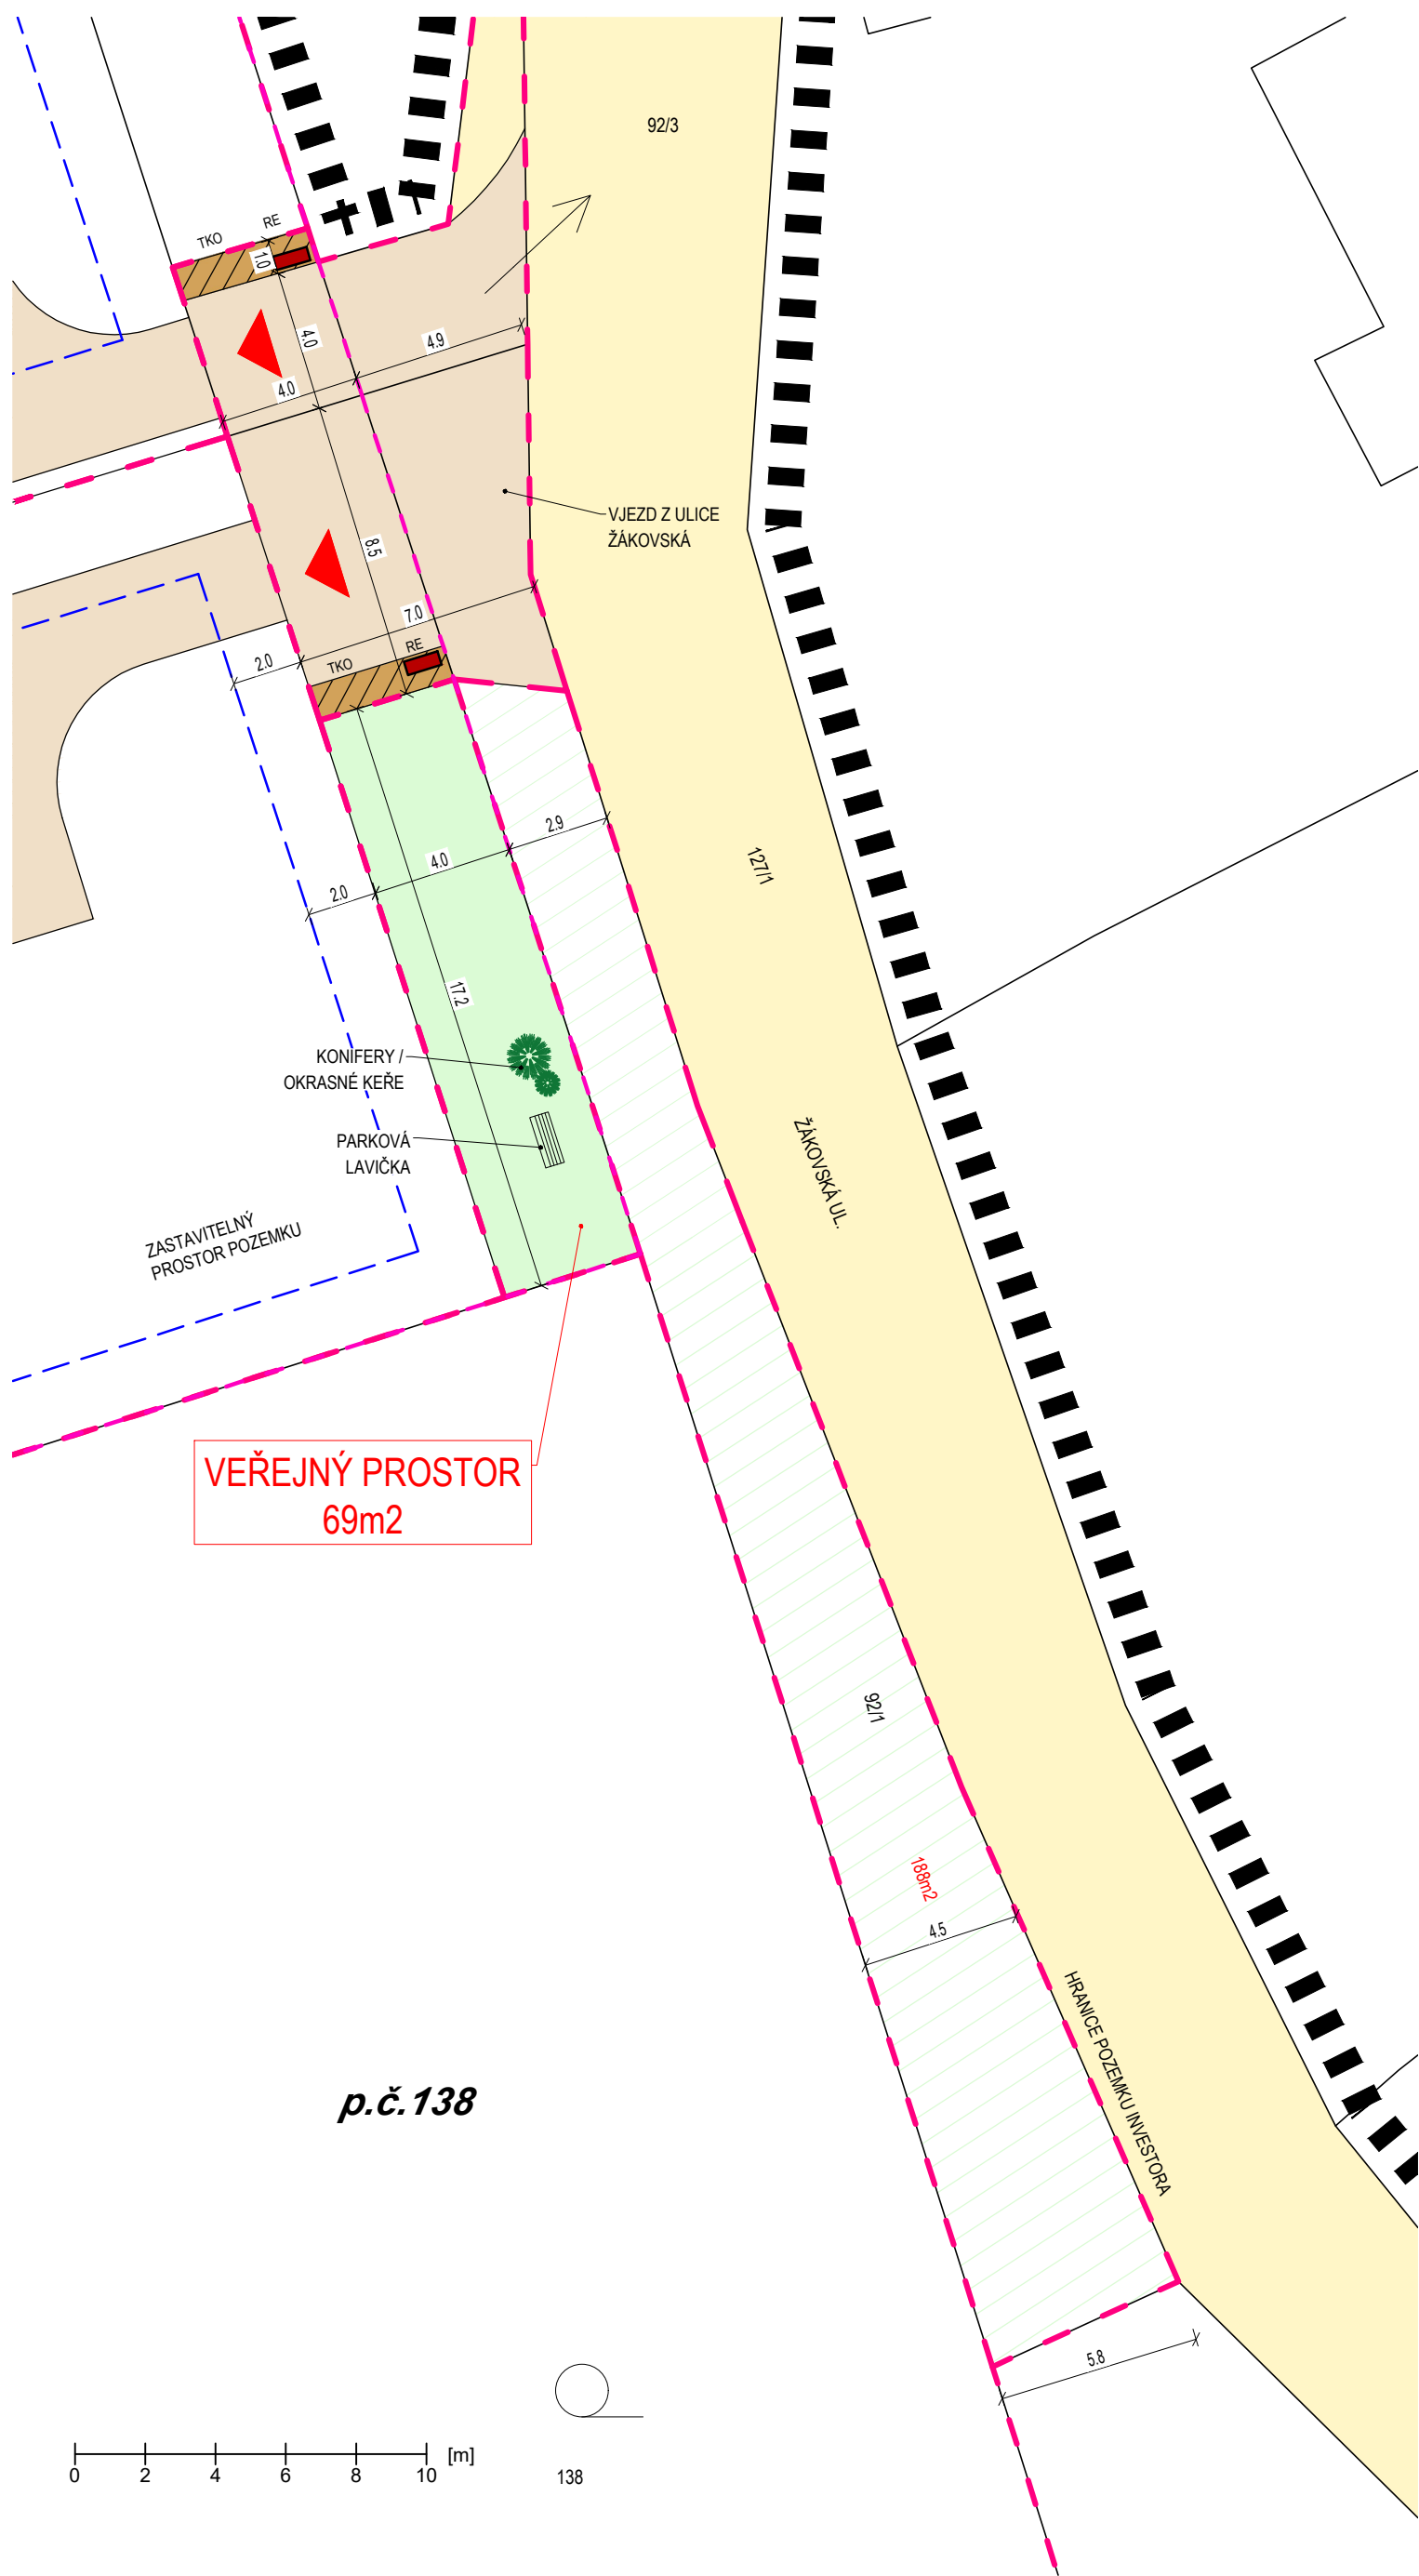 92/3
TKO
RE
1.0
4.0
4.9
4.0
VJEZD Z ULICE
ŽÁKOVSKÁ
8.5
7.0
2.0
TKO
RE
2.9
4.0
2.0
127/1
17.2
KONIFERY /
OKRASNÉ KEŘE
PARKOVÁ
LAVIČKA
ŽÁKOVSKÁ UL.
ZASTAVITELNÝ
PROSTOR POZEMKU
VEŘEJNÝ PROSTOR
69m2
92/1
188m2
4.5
HRANICE POZEMKU INVESTORA
p.č.138
5.8
[m]
0 2 4 6 8 10
138